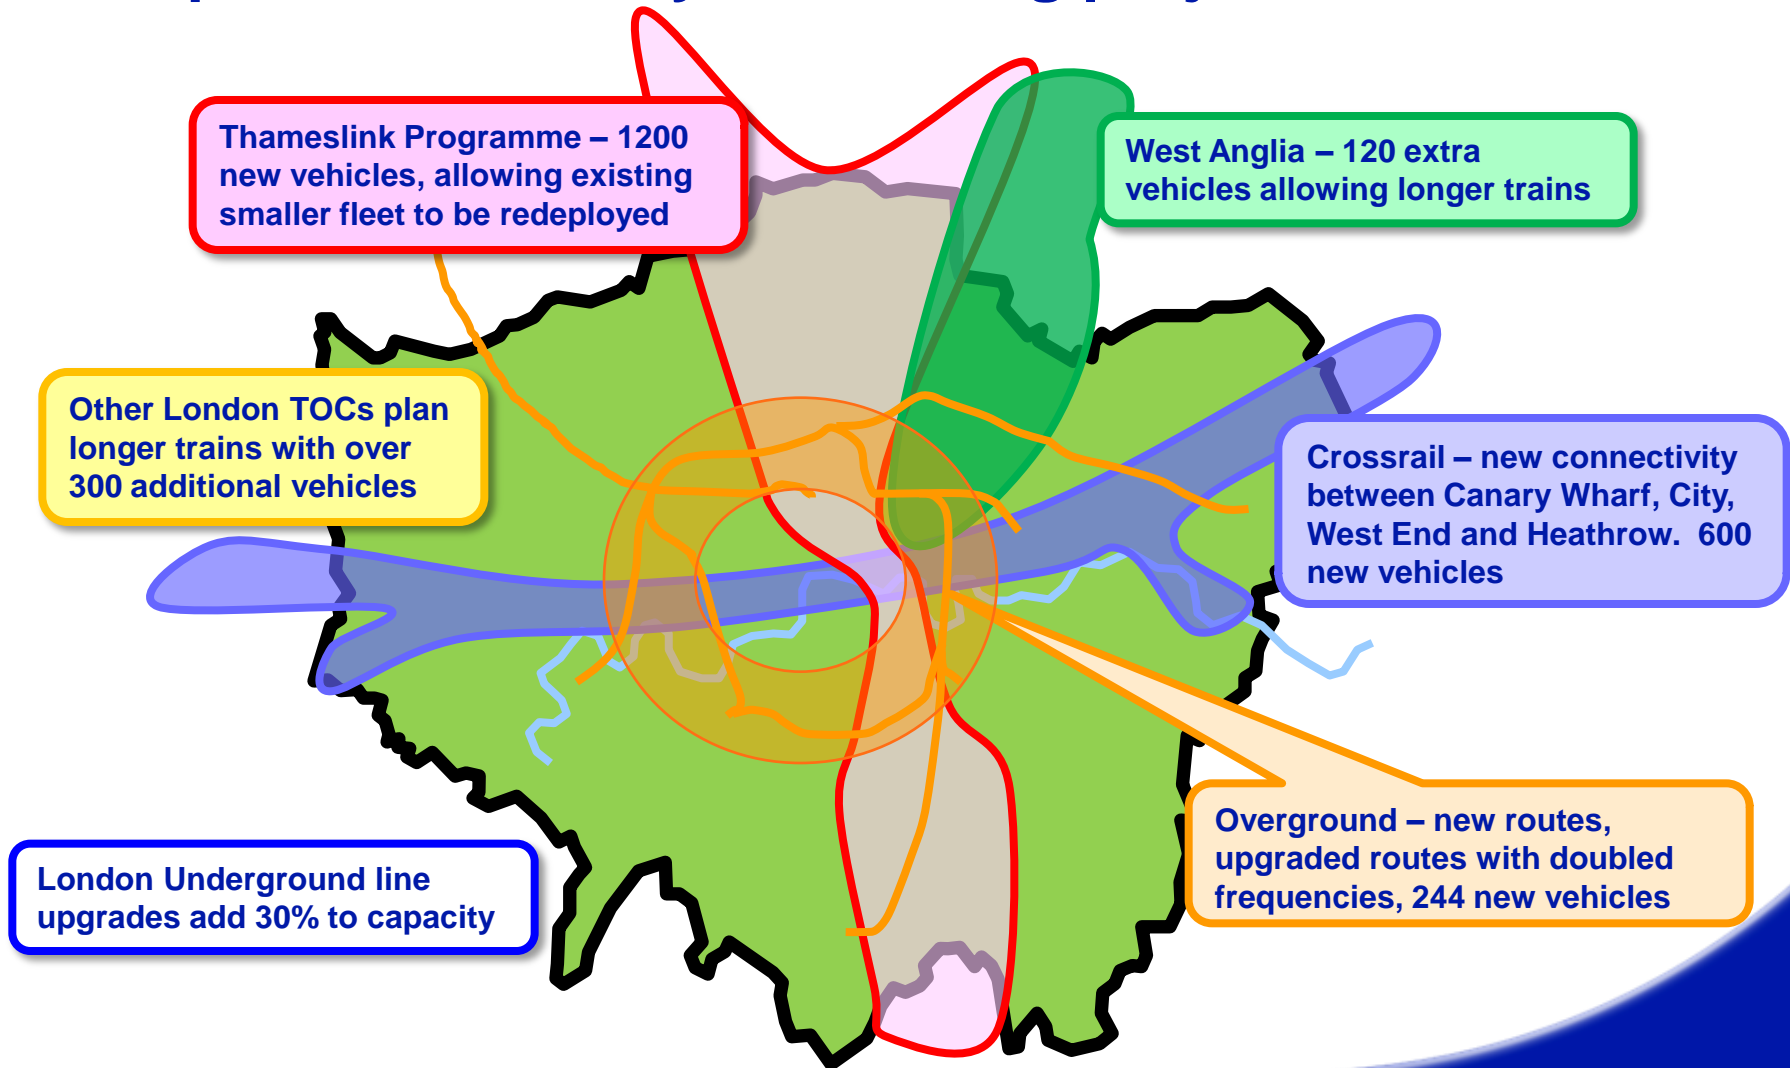 Thameslink Programme – 1200
new vehicles, allowing existing
smaller fleet to be redeployed
West Anglia – 120 extra
vehicles allowing longer trains
Other London TOCs plan
longer trains with over
300 additional vehicles
Crossrail – new connectivity
between Canary Wharf, City,
West End and Heathrow.  600
new vehicles
Overground – new routes,
upgraded routes with doubled
frequencies, 244 new vehicles
London Underground line
upgrades add 30% to capacity